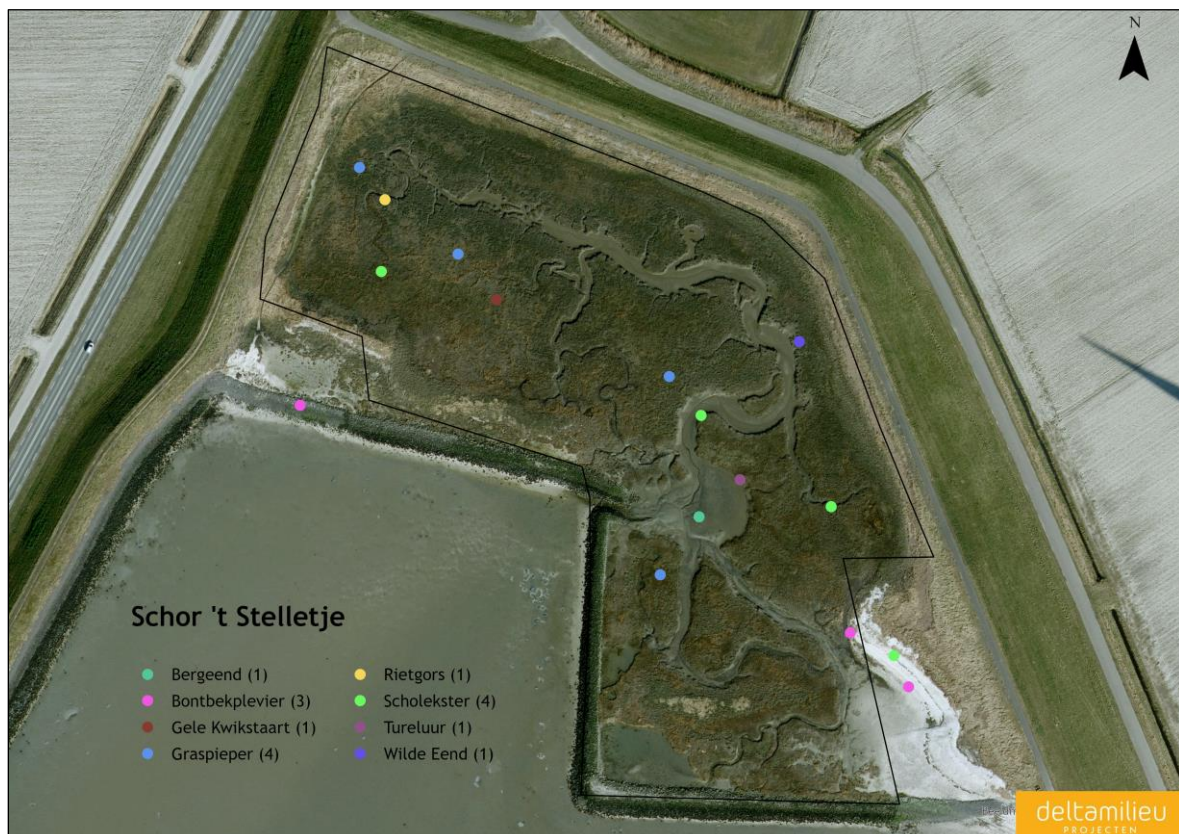 N
Schor 't Stelletje
Bergeend (1)
Bontbekplevier (3)
Gele Kwikstaart (1)
Graspieper (4)
Rietgors (1)
Scholekster (4)
Tureluur (1)
Wilde Eend (1)
deltamilieu
PROJECTEN